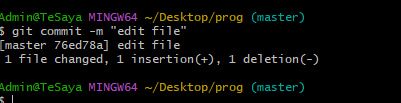 Admin@TeSaya MINGW64 ~/Desktop/prog (master)
$ git commit -m "edit file"
[master 76ed78a] edit file
 1 file changed, 1 insertion(+), 1 deletion(-)
Admin@TeSaya MINGW64 ~/Desktop/prog (master)
$